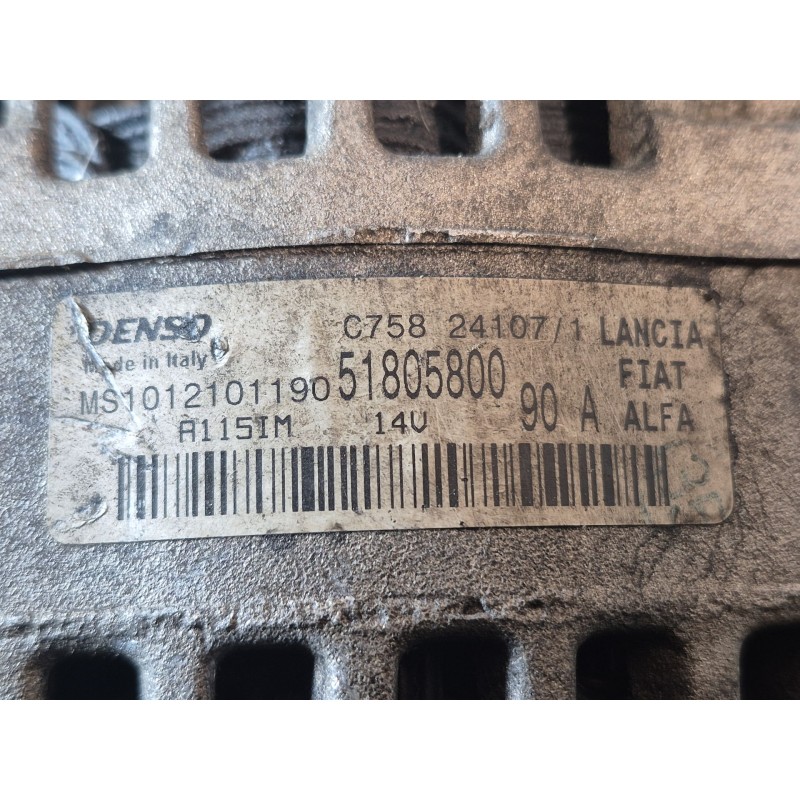 DENSO C758 24107/1 LANCIA
Made in Italy 51805800 FIAT
MS1012101190 90 A ALFA
A115IM 14V